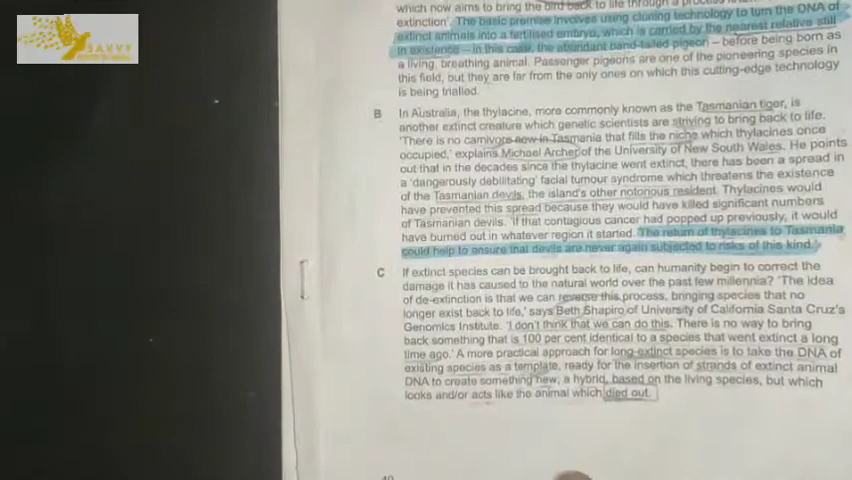 SAVVY
which now aims to bring the bird back to life through a process
extinction'. The basic premise involves using cloning technology to turn the DNA of
extinct animals into a fertilised embryo, which is carried by the nearest relative still
in existence – in this case, the abundant band-tailed pigeon – before being born as
a living, breathing animal. Passenger pigeons are one of the pioneering species in
this field, but they are far from the only ones on which this cutting-edge technology
is being trialled.
B In Australia, the thylacine, more commonly known as the Tasmanian tiger, is
another extinct creature which genetic scientists are striving to bring back to life.
'There is no carnivore now in Tasmania that fills the niche which thylacines once
occupied,' explains Michael Archer of the University of New South Wales. He points
out that in the decades since the thylacine went extinct, there has been a spread in
a 'dangerously debilitating' facial tumour syndrome which threatens the existence
of the Tasmanian devils, the island's other notorious resident. Thylacines would
have prevented this spread because they would have killed significant numbers
of Tasmanian devils. 'If that contagious cancer had popped up previously, it would
have burned out in whatever region it started. The return of thylacines to Tasmania
could help to ensure that devils are never again subjected to risks of this kind.'
C If extinct species can be brought back to life, can humanity begin to correct the
damage it has caused to the natural world over the past few millennia? 'The idea
of de-extinction is that we can reverse this process, bringing species that no
longer exist back to life,' says Beth Shapiro of University of California Santa Cruz's
Genomics Institute. 'I don't think that we can do this. There is no way to bring
back something that is 100 per cent identical to a species that went extinct a long
time ago.' A more practical approach for long-extinct species is to take the DNA of
existing species as a template, ready for the insertion of strands of extinct animal
DNA to create something new; a hybrid, based on the living species, but which
looks and/or acts like the animal which died out.